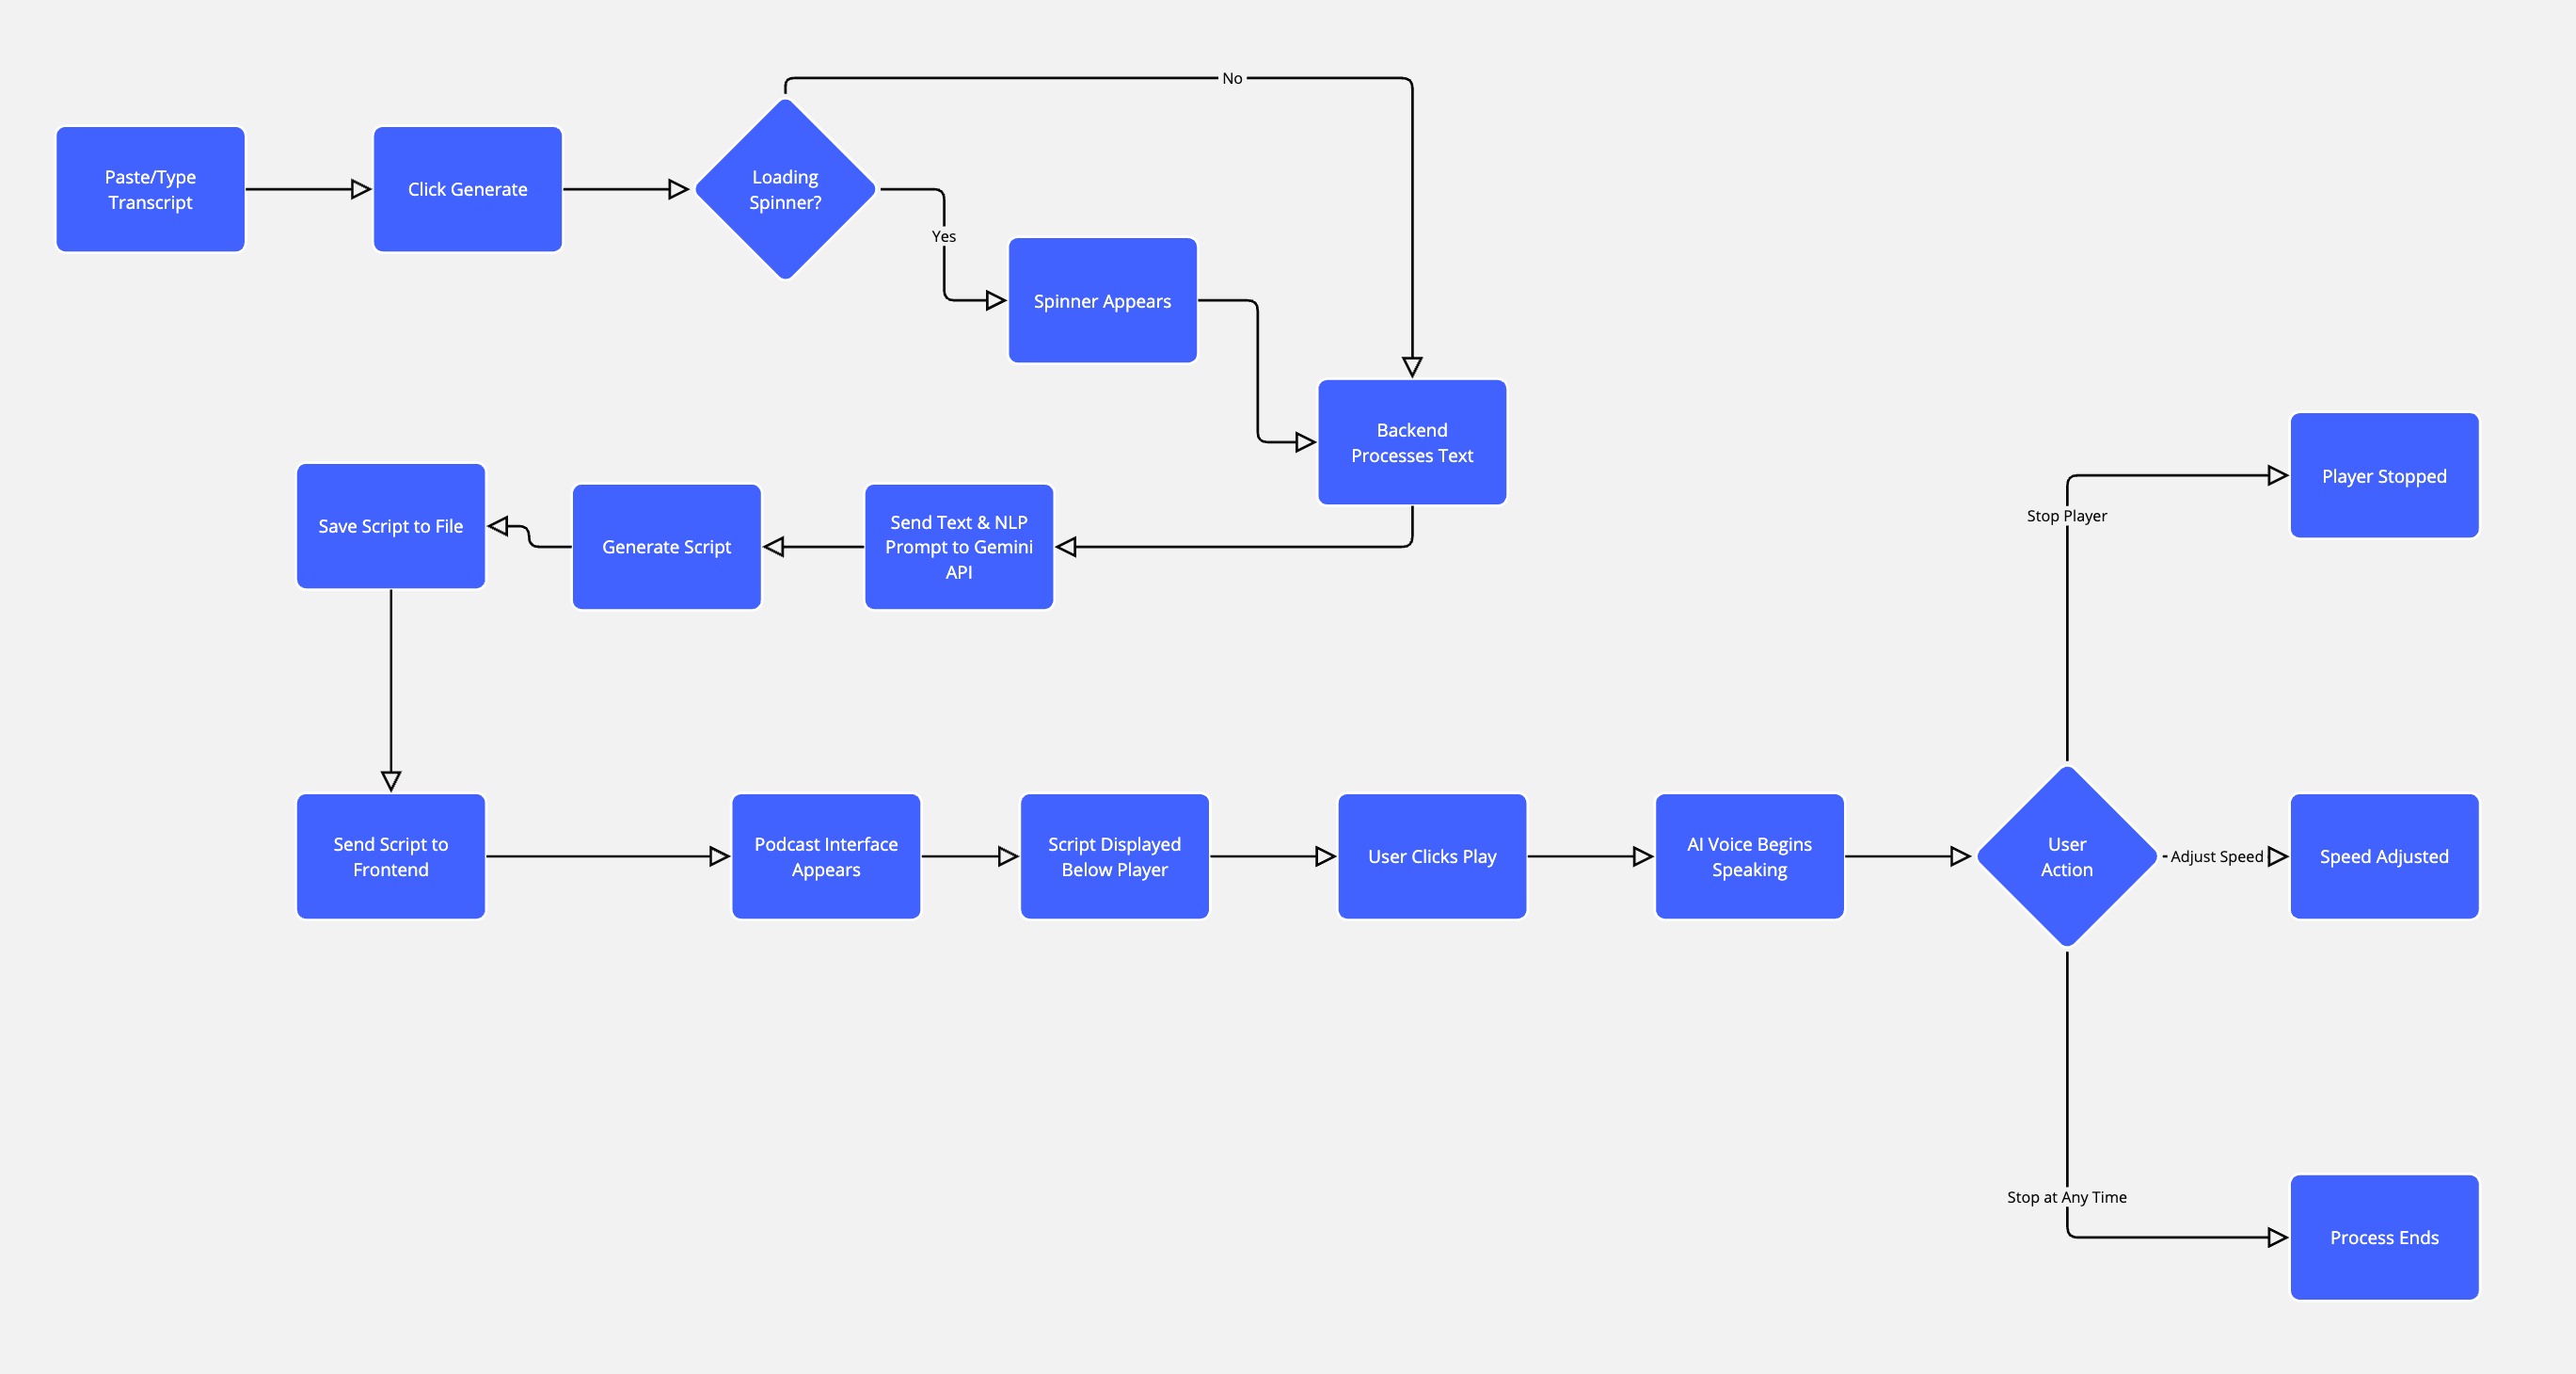 No
Paste/Type
Transcript
Click Generate
Loading
Spinner?
Yes
Spinner Appears
Backend
Processes Text
Send Text & NLP
Prompt to Gemini
API
Generate Script
Save Script to File
Send Script to
Frontend
Podcast Interface
Appears
Script Displayed
Below Player
User Clicks Play
AI Voice Begins
Speaking
User
Action
Stop Player
Player Stopped
Adjust Speed
Speed Adjusted
Stop at Any Time
Process Ends